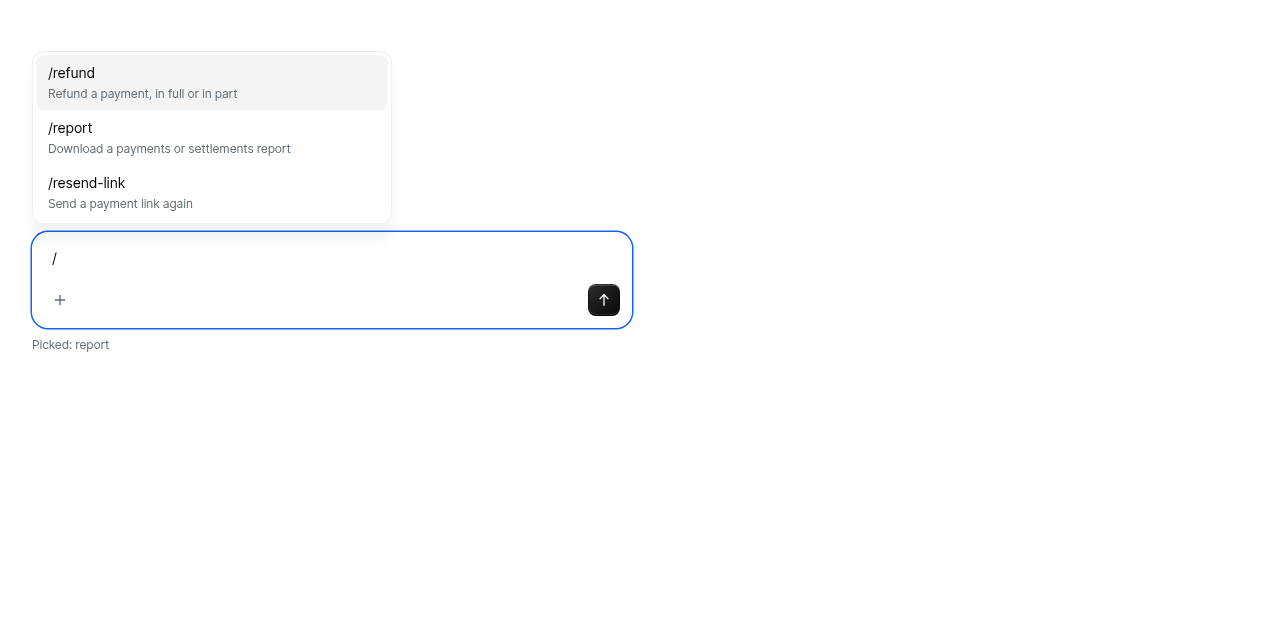 /refund
Refund a payment, in full or in part
/report
Download a payments or settlements report
/resend-link
Send a payment link again
/
Picked: report